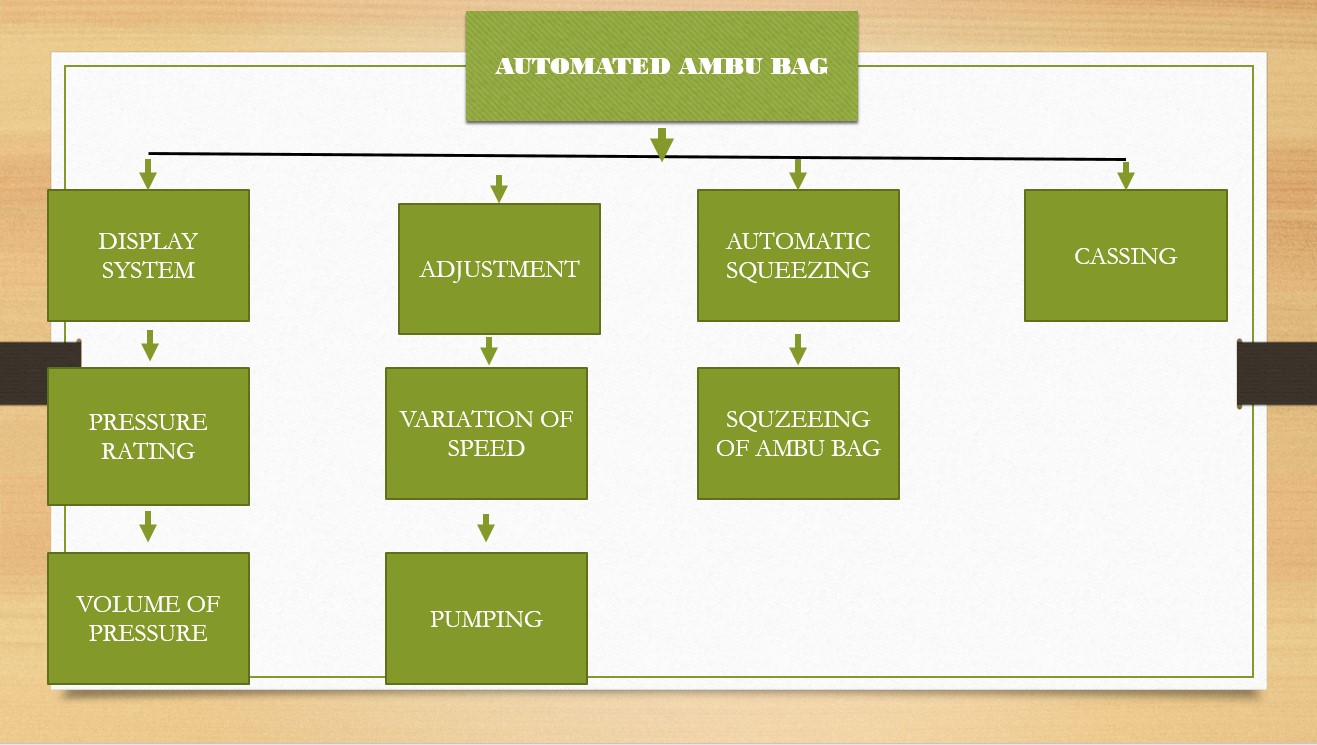 AUTOMATED AMBU BAG
DISPLAY
SYSTEM
ADJUSTMENT
AUTOMATIC
SQUEEZING
CASSING
PRESSURE
RATING
VARIATION OF
SPEED
SQUZEEING
OF AMBU BAG
VOLUME OF
PRESSURE
PUMPING